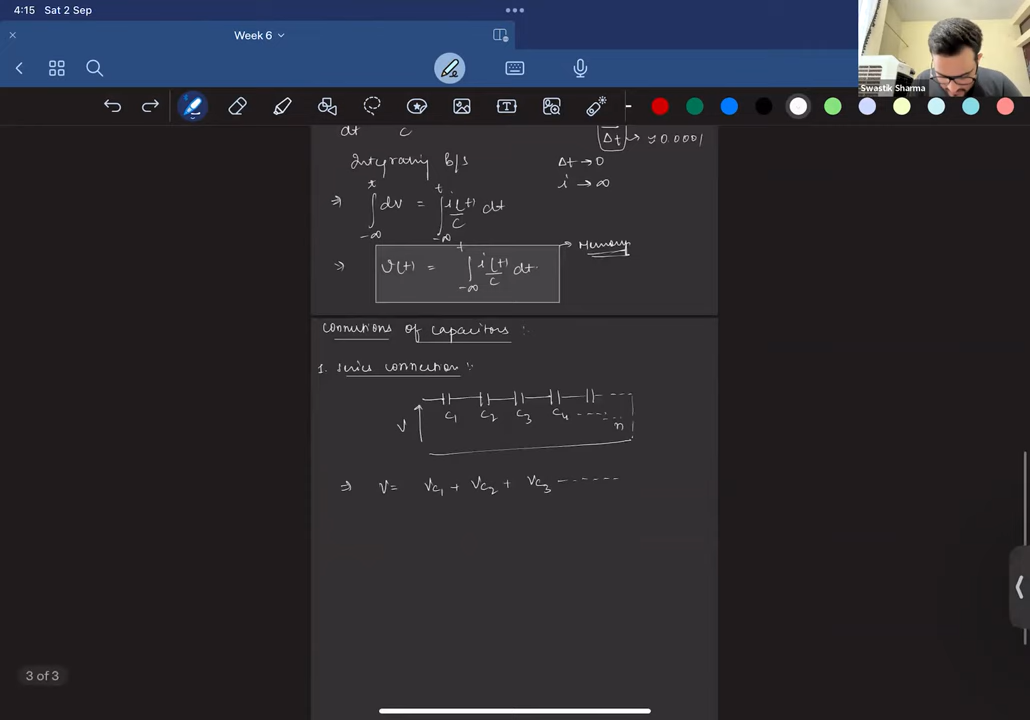 4:15 Sat 2 Sep
Week 6
Swastik Sharma
dt C
Δt → ≈ 0.0001
Integrating b/s
Δt → 0
i → ∞
⇒ ∫_{-∞}^{t} dv = ∫_{-∞}^{t} i(t)/C dt
→ Memory
⇒ v(t) = ∫_{-∞}^{t} i(t)/C dt
Connections of capacitors :
1. Series connection :
V C1 C2 C3 C4 ---- n
⇒ V = Vc1 + Vc2 + Vc3 -------
3 of 3